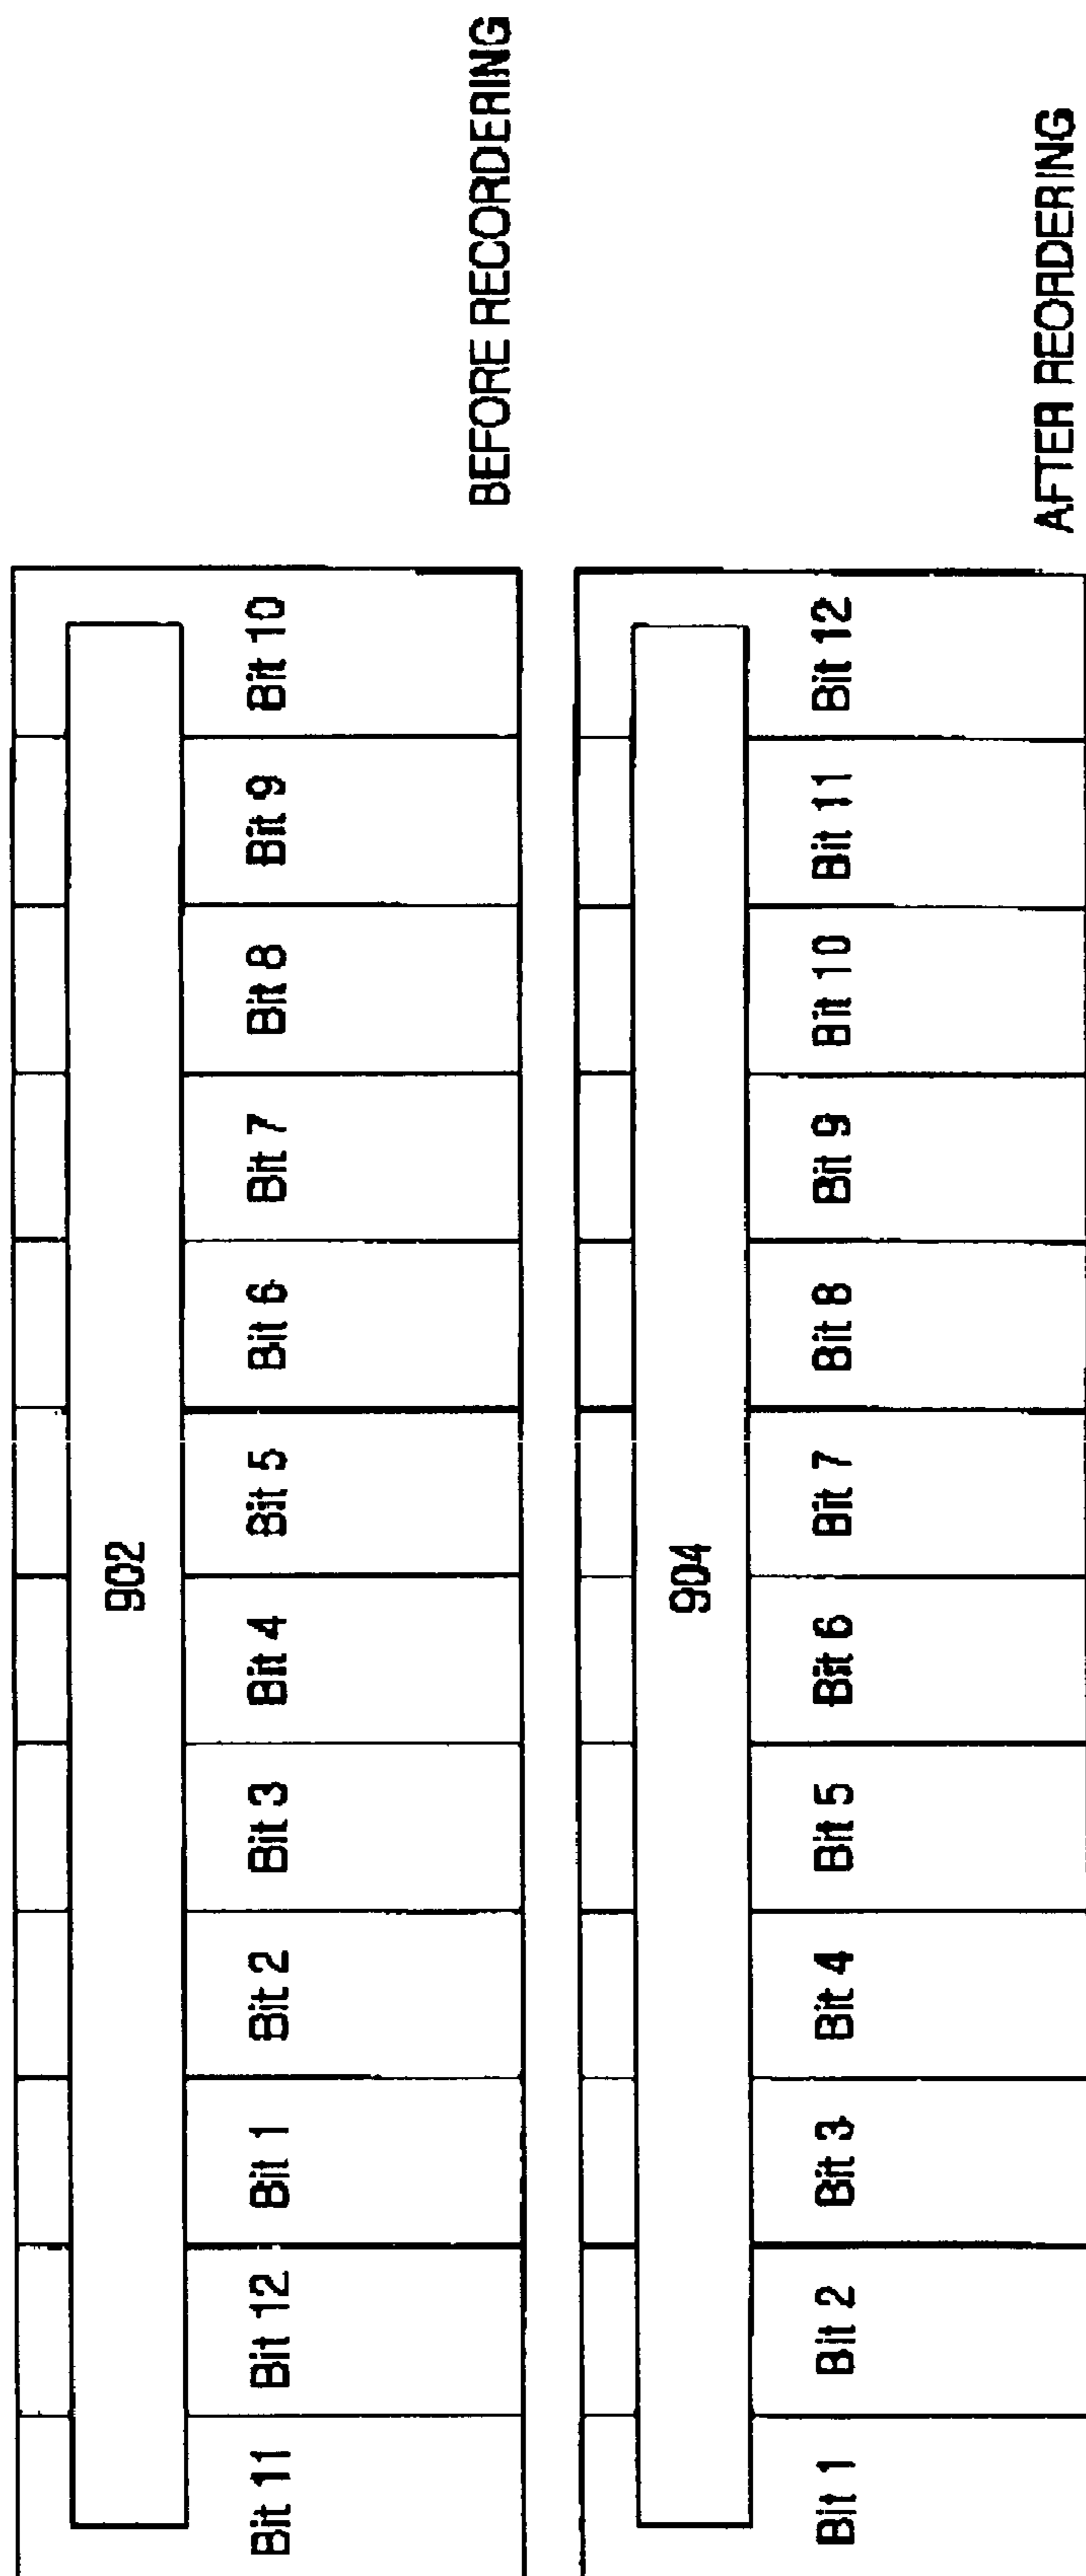 902
Bit 11 Bit 12 Bit 1 Bit 2 Bit 3 Bit 4 Bit 5 Bit 6 Bit 7 Bit 8 Bit 9 Bit 10
BEFORE RECORDERING
904
Bit 1 Bit 2 Bit 3 Bit 4 Bit 5 Bit 6 Bit 7 Bit 8 Bit 9 Bit 10 Bit 11 Bit 12
AFTER REORDERING